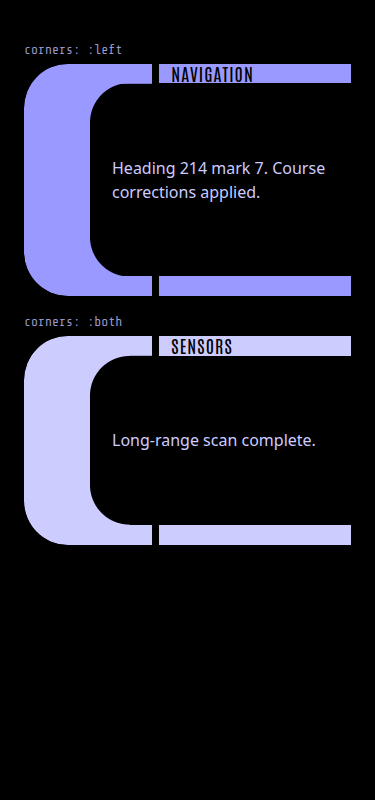 corners: :left
NAVIGATION
Heading 214 mark 7. Course
corrections applied.
corners: :both
SENSORS
Long-range scan complete.